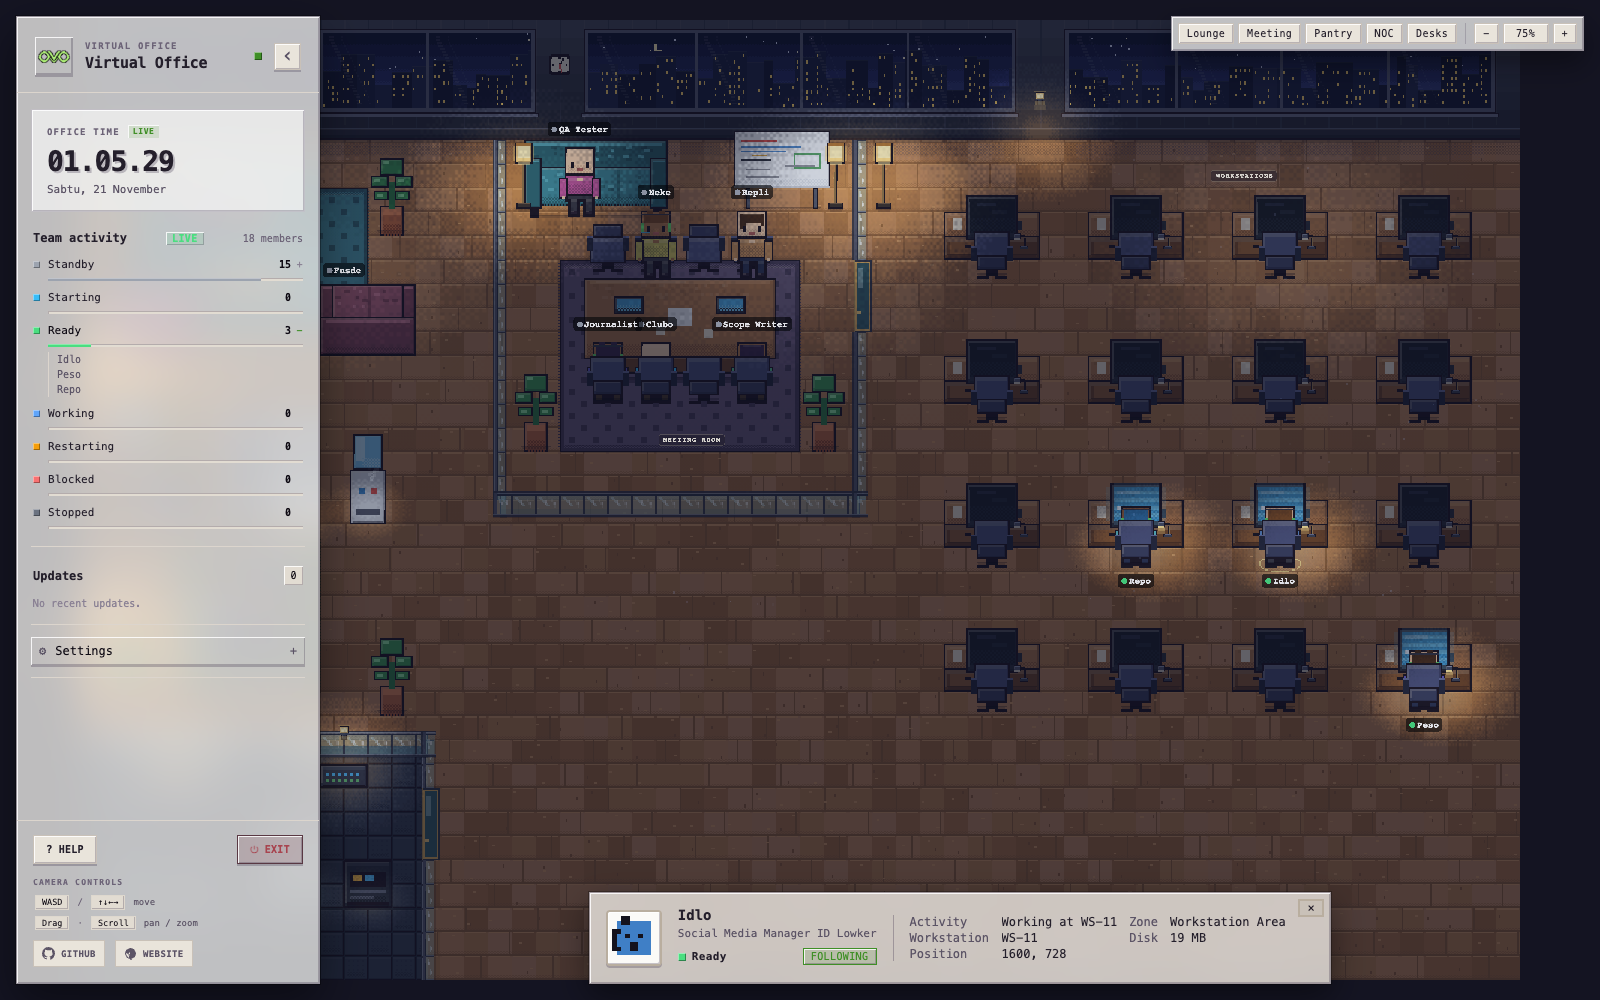 VIRTUAL OFFICE
Virtual Office
OFFICE TIME LIVE
01.05.29
Sabtu, 21 November
Team activity LIVE 18 members
Standby 15 +
Starting 0
Ready 3 −
Idlo
Peso
Repo
Working 0
Restarting 0
Blocked 0
Stopped 0
Updates 0
No recent updates.
Settings +
? HELP
EXIT
CAMERA CONTROLS
WASD / ↑↓←→ move
Drag · Scroll pan / zoom
GITHUB WEBSITE
Lounge Meeting Pantry NOC Desks − 75% +
QA Tester
Neko
Repli
WORKSTATIONS
Journalist Clubo Scope Writer
MEETING ROOM
Repo
Idlo
Peso
Idlo
Social Media Manager ID Lowker
Ready FOLLOWING
Activity Working at WS-11 Zone Workstation Area
Workstation WS-11 Disk 19 MB
Position 1600, 728
×